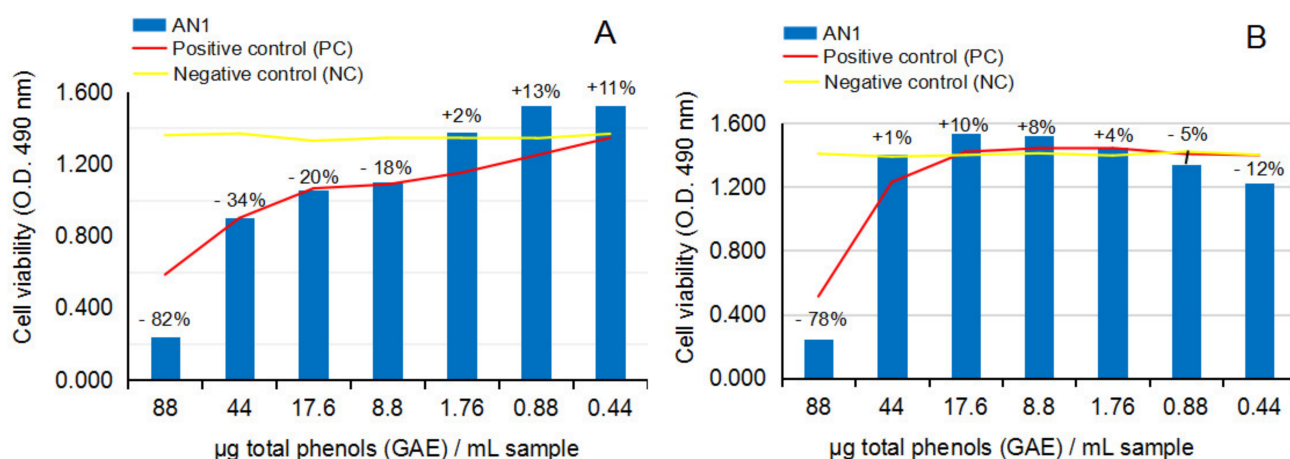 AN1
Positive control (PC)
Negative control (NC)
A
Cell viability (O.D. 490 nm)
1.600
1.200
0.800
0.400
0.000
- 82%
- 34%
- 20%
- 18%
+2%
+13%
+11%
88 44 17.6 8.8 1.76 0.88 0.44
µg total phenols (GAE) / mL sample
AN1
Positive control (PC)
Negative control (NC)
B
Cell viability (O.D. 490 nm)
1.600
1.200
0.800
0.400
0.000
- 78%
+1%
+10%
+8%
+4%
- 5%
- 12%
88 44 17.6 8.8 1.76 0.88 0.44
µg total phenols (GAE) / mL sample